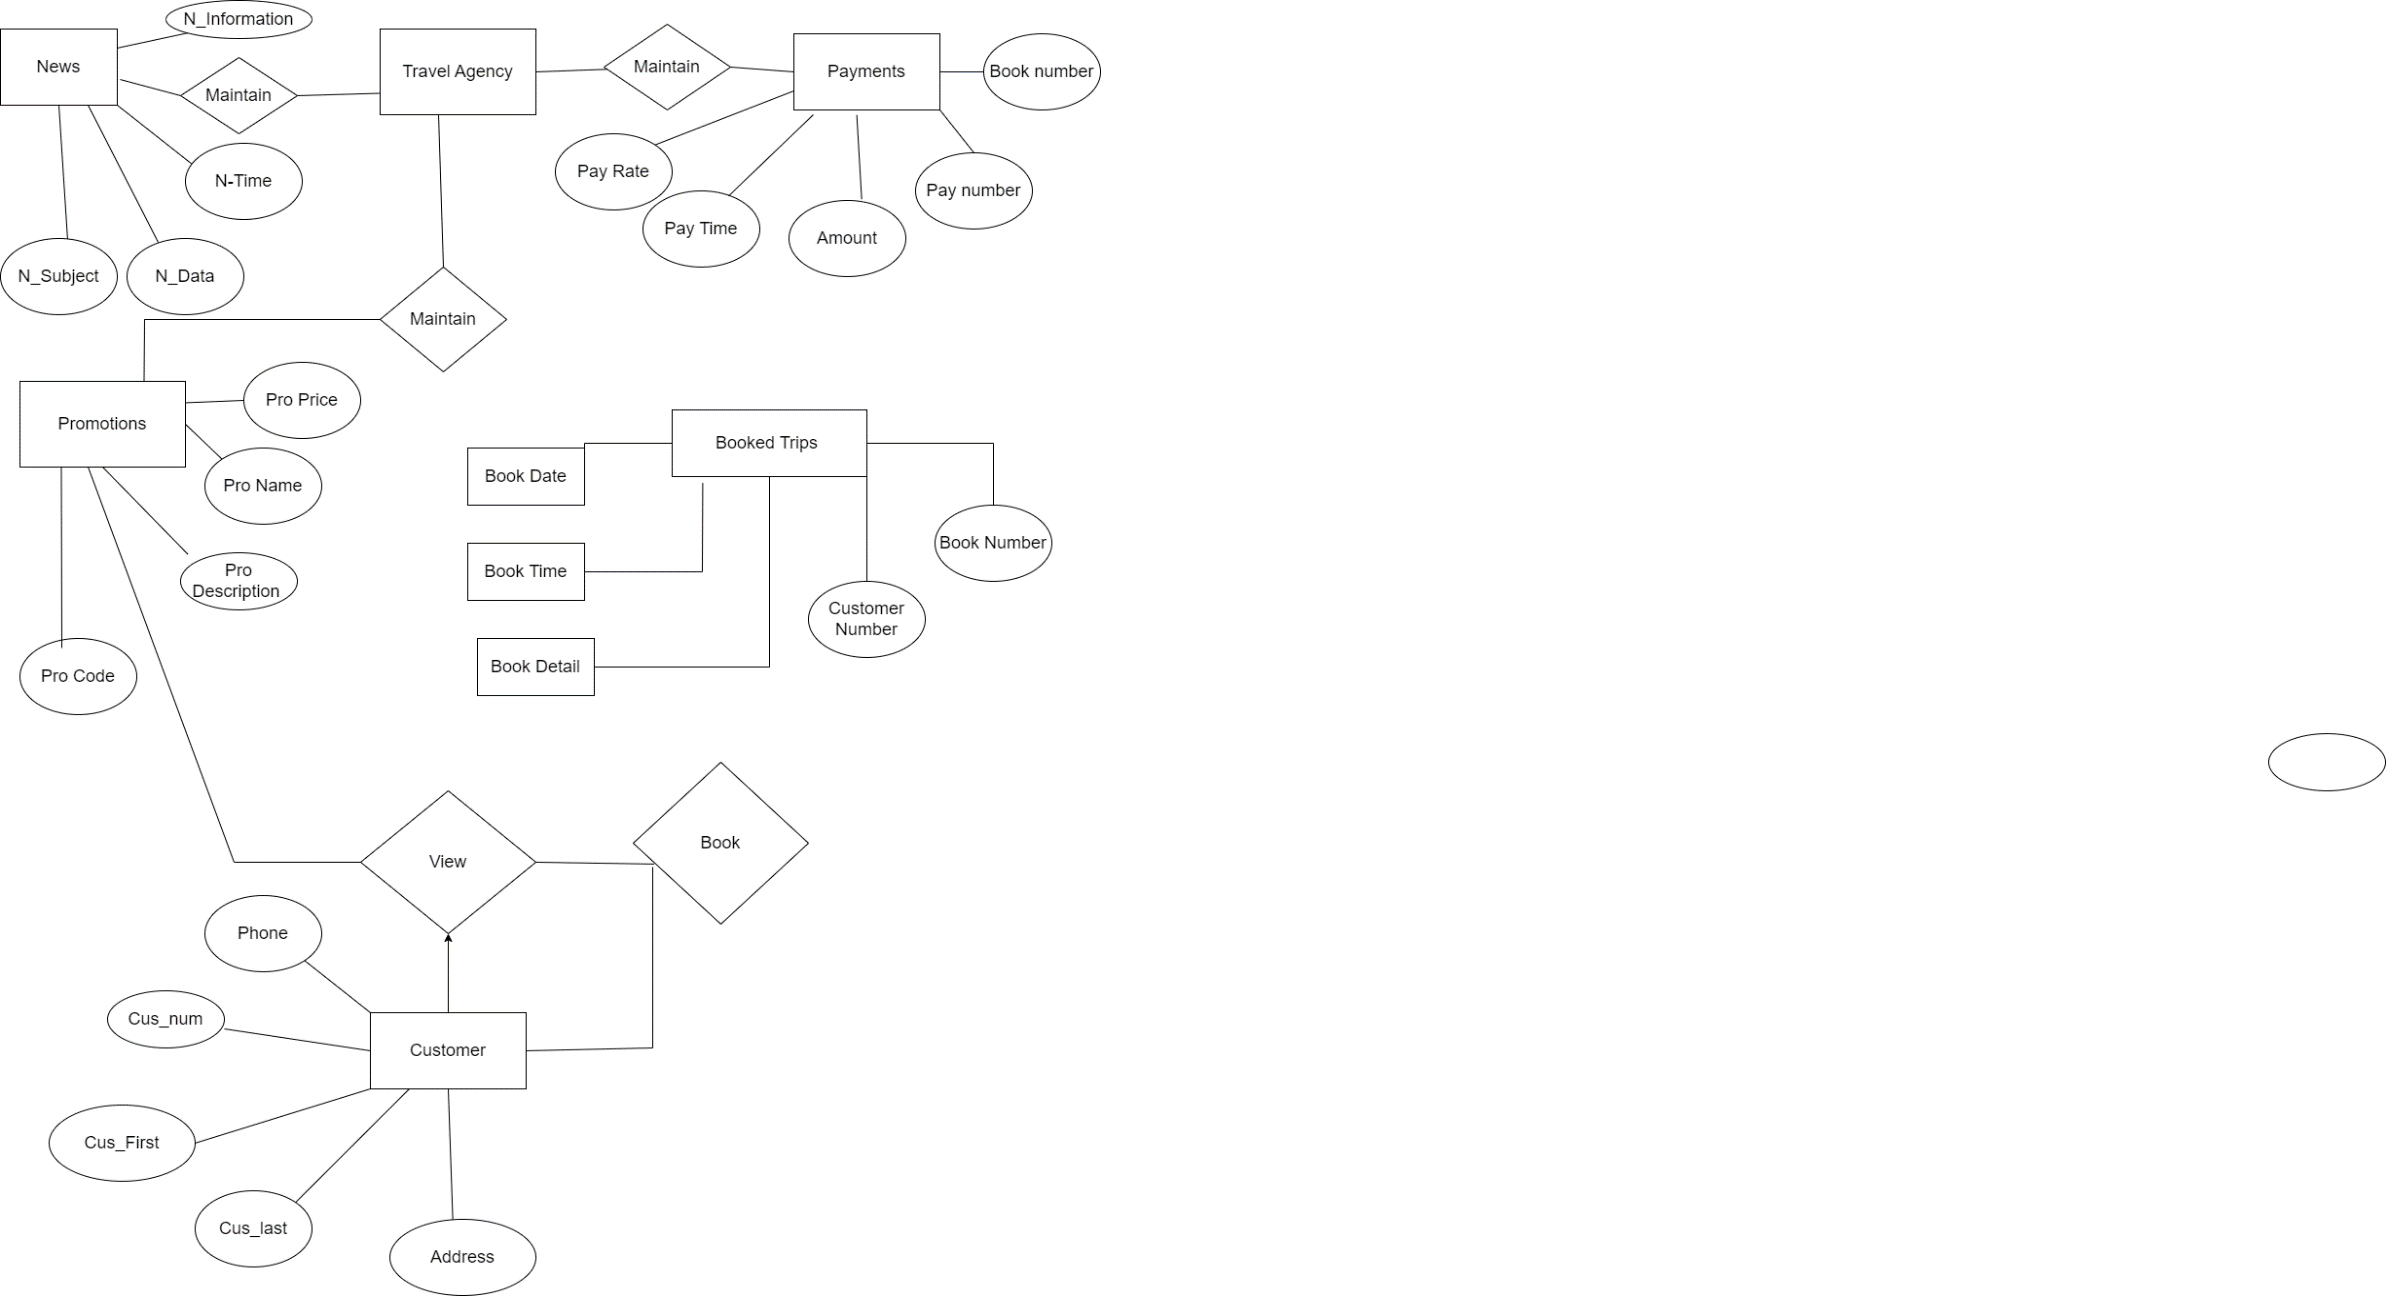 N_Information
News
Maintain
Travel Agency
Maintain
Payments
Book number
Pay Rate
N-Time
Pay number
Pay Time
Amount
N_Subject
N_Data
Maintain
Pro Price
Promotions
Booked Trips
Book Date
Pro Name
Book Number
Book Time
Pro
Description
Customer
Number
Book Detail
Pro Code
Book
View
Phone
Cus_num
Customer
Cus_First
Cus_last
Address